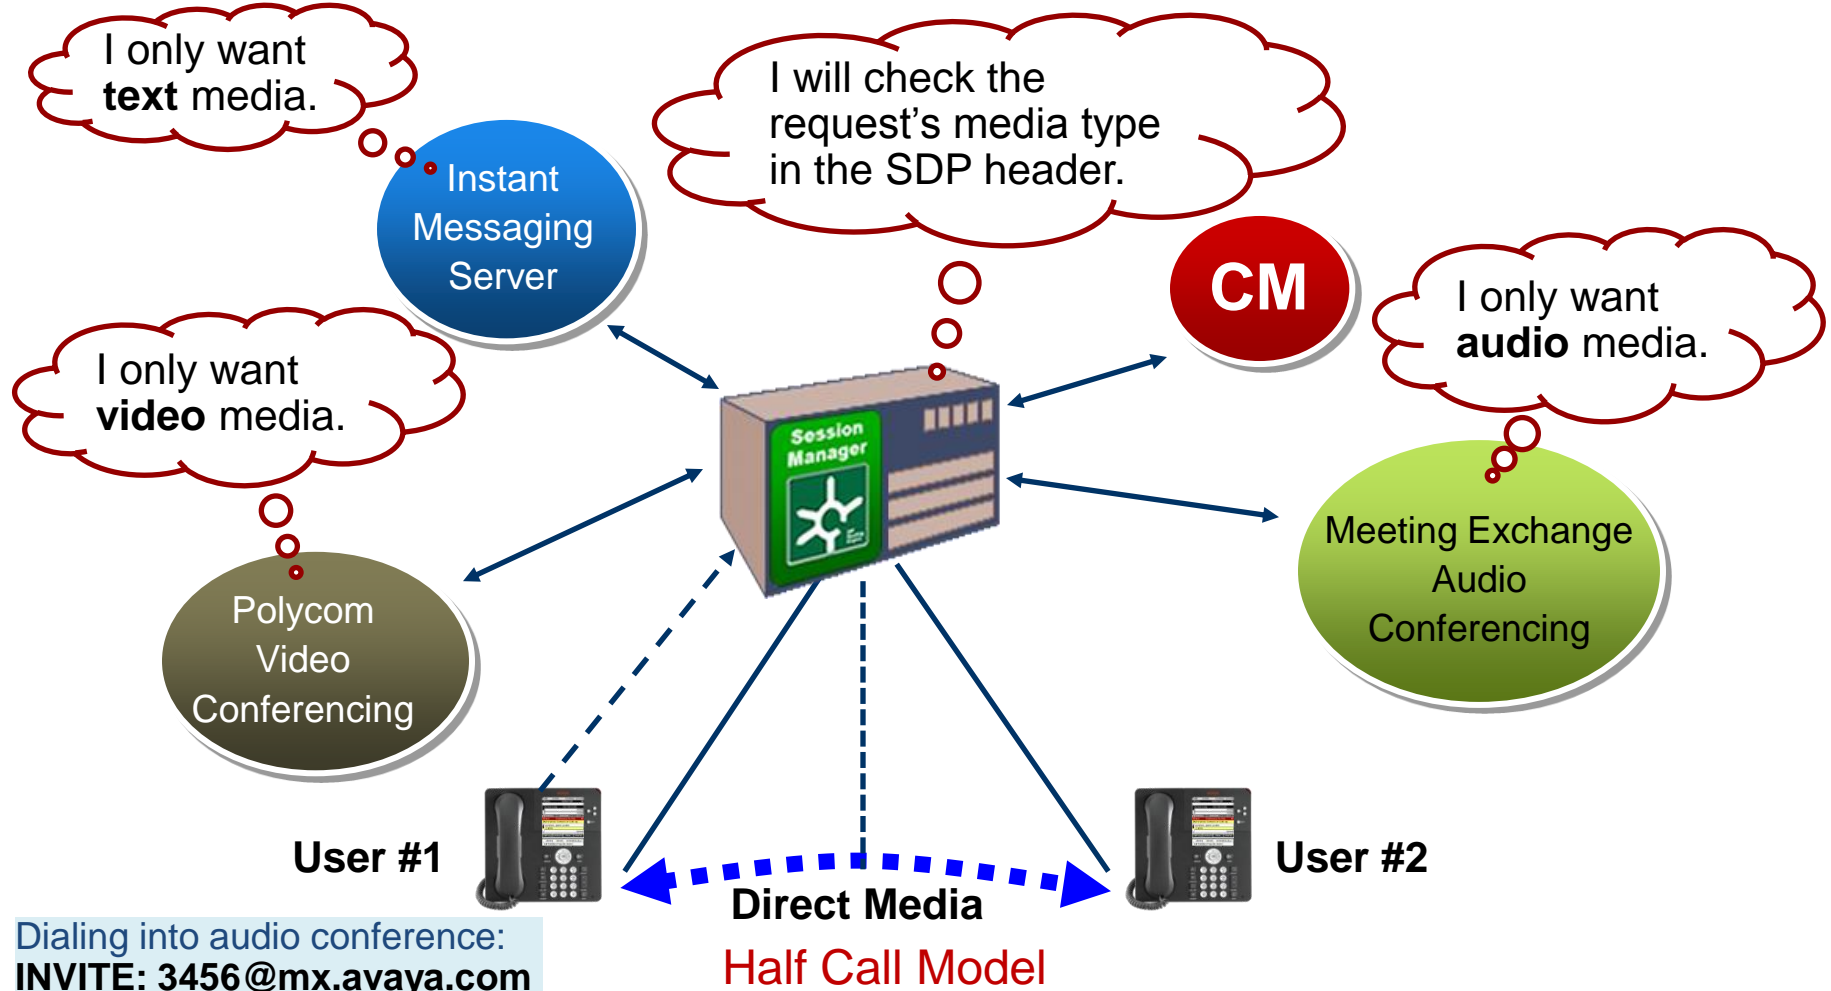 I only want
text media.
I will check the
request's media type
in the SDP header.
Instant
Messaging
Server
CM
I only want
audio media.
I only want
video media.
Session
Manager
Meeting Exchange
Audio
Conferencing
Polycom
Video
Conferencing
User #1
User #2
Direct Media
Half Call Model
Dialing into audio conference:
INVITE: 3456@mx.avaya.com